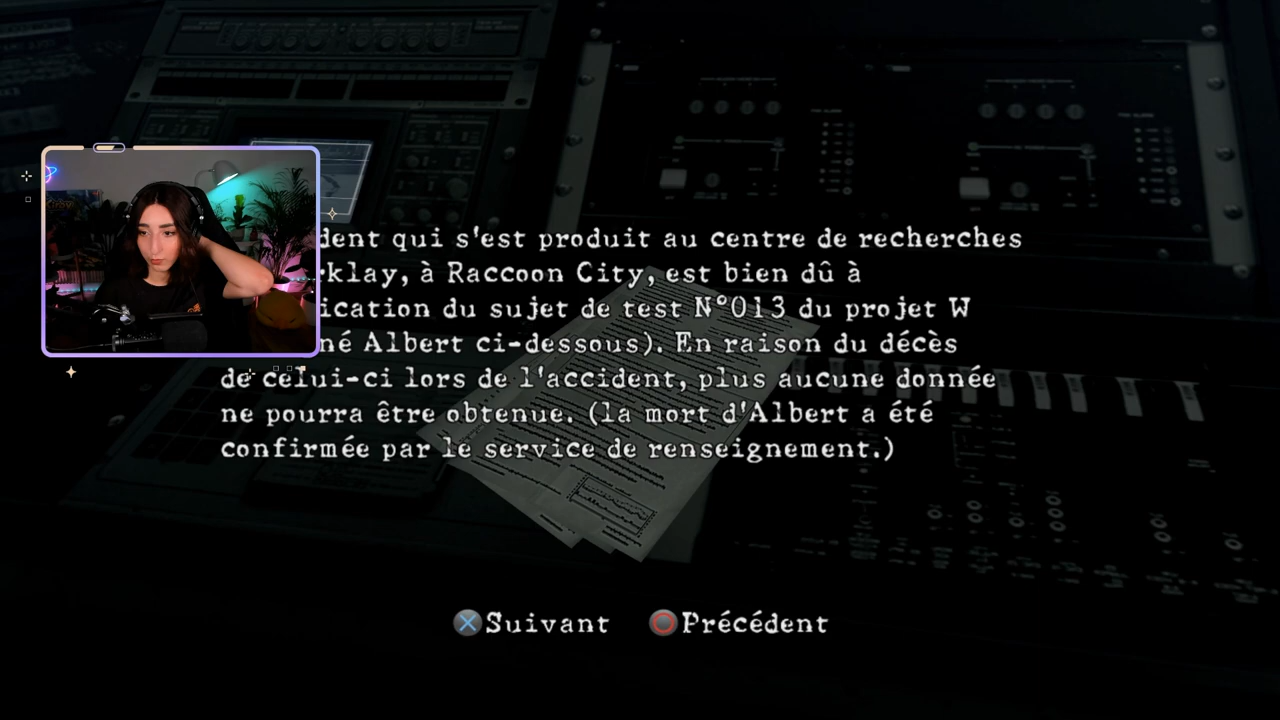 dent qui s'est produit au centre de recherches
rklay, à Raccoon City, est bien dû à
ication du sujet de test N°013 du projet W
né Albert ci-dessous). En raison du décès
de celui-ci lors de l'accident, plus aucune donnée
ne pourra être obtenue. (la mort d'Albert a été
confirmée par le service de renseignement.)
Suivant Précédent